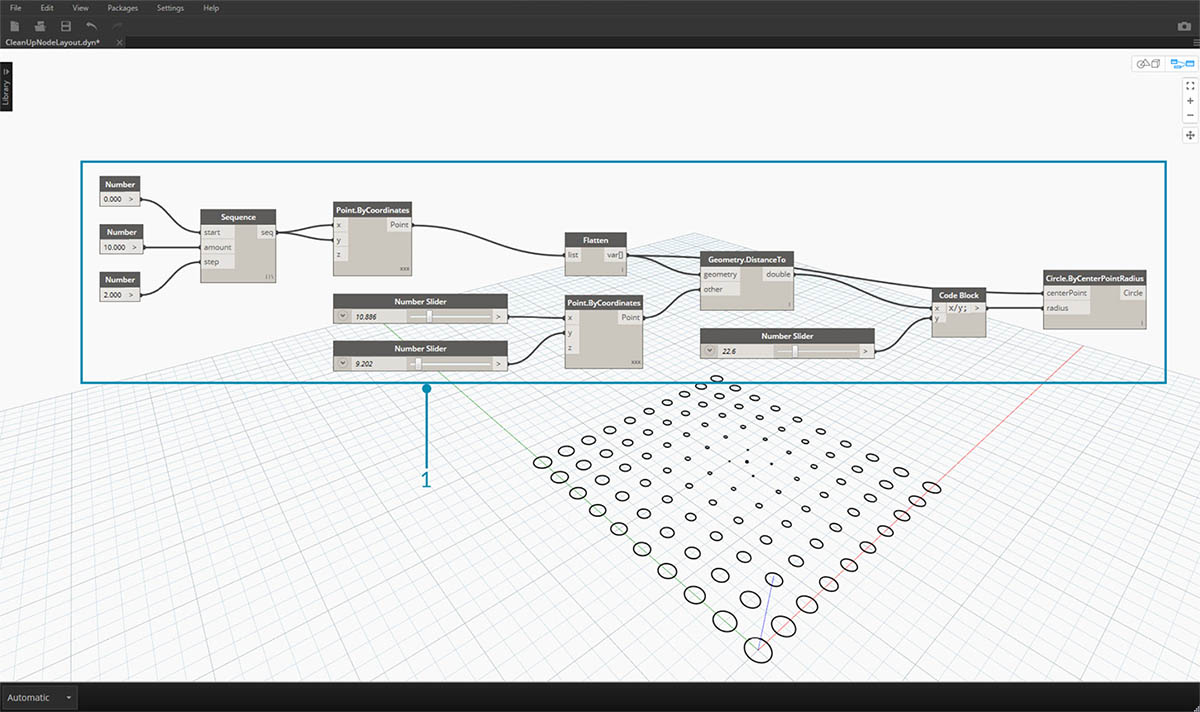 File Edit View Packages Settings Help
CleanUpNodeLayout.dyn*
Library
Number
0.000 >
Number
10.000 >
Number
2.000 >
Sequence
start seq
amount
step
Point.ByCoordinates
x Point
y
z
xxx
Number Slider
10.886 >
Number Slider
9.202 >
Flatten
list var[]
Point.ByCoordinates
x Point
y
z
xxx
Geometry.DistanceTo
geometry double
other
Number Slider
22.6 >
Code Block
x x/y; >
y
Circle.ByCenterPointRadius
centerPoint Circle
radius
1
Automatic